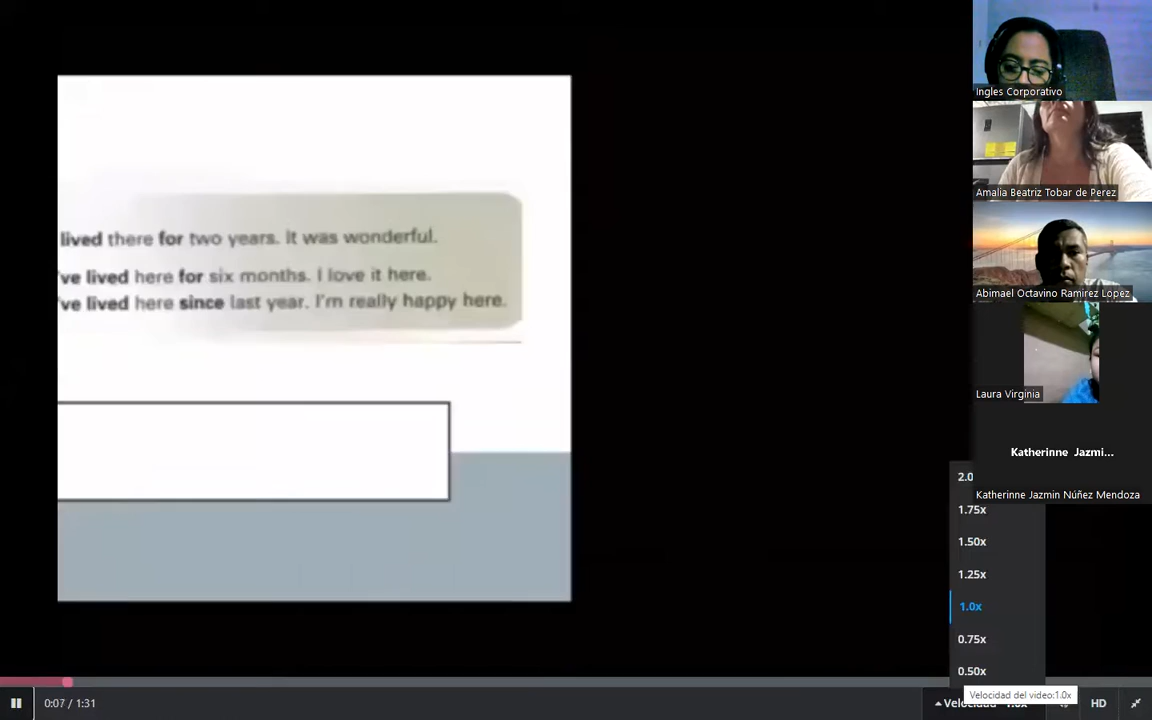 lived there for two years. It was wonderful.
've lived here for six months. I love it here.
've lived here since last year. I'm really happy here.
Ingles Corporativo
Amalia Beatriz Tobar de Perez
Abimael Octavino Ramirez Lopez
Laura Virginia
Katherinne Jazmi...
Katherinne Jazmin Núñez Mendoza
2.0
1.75x
1.50x
1.25x
1.0x
0.75x
0.50x
Velocidad del video:1.0x
0:07 / 1:31
Velocidad 1.0x
HD